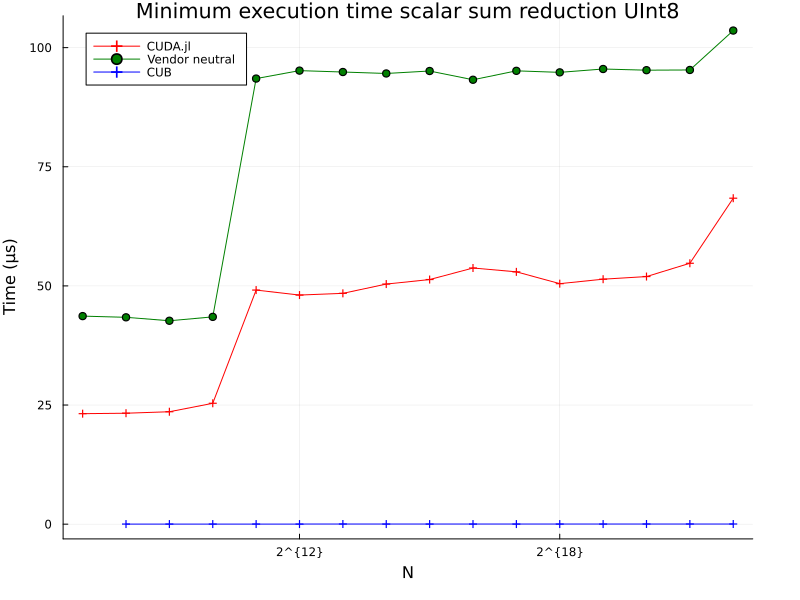 Minimum execution time scalar sum reduction UInt8
CUDA.jl
Vendor neutral
CUB
Time (μs)
100
75
50
25
0
2^{12}
2^{18}
N